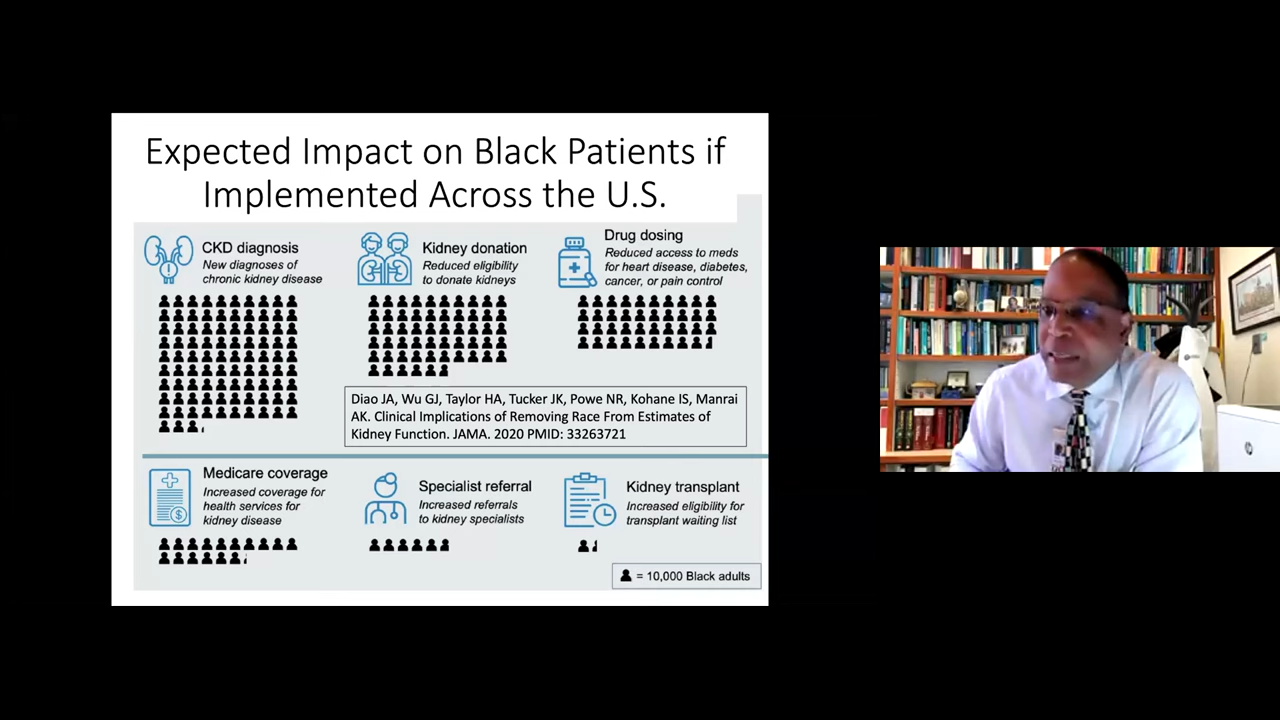 Expected Impact on Black Patients if
Implemented Across the U.S.
CKD diagnosis
New diagnoses of
chronic kidney disease
Kidney donation
Reduced eligibility
to donate kidneys
Drug dosing
Reduced access to meds
for heart disease, diabetes,
cancer, or pain control
Diao JA, Wu GJ, Taylor HA, Tucker JK, Powe NR, Kohane IS, Manrai
AK. Clinical Implications of Removing Race From Estimates of
Kidney Function. JAMA. 2020 PMID: 33263721
Medicare coverage
Increased coverage for
health services for
kidney disease
Specialist referral
Increased referrals
to kidney specialists
Kidney transplant
Increased eligibility for
transplant waiting list
= 10,000 Black adults